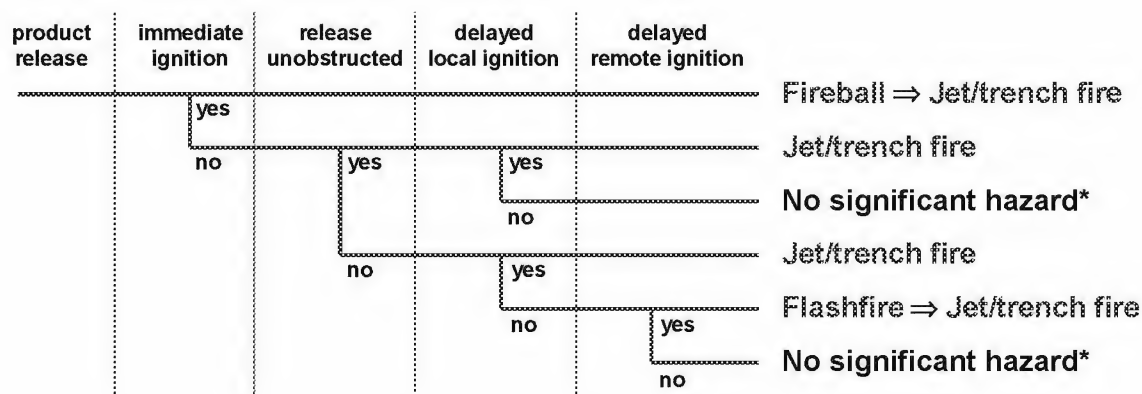 product immediate release delayed delayed
release ignition unobstructed local ignition remote ignition
Fireball ⇒ Jet/trench fire
yes
Jet/trench fire
no yes yes
No significant hazard*
no
Jet/trench fire
no yes
Flashfire ⇒ Jet/trench fire
no yes
No significant hazard*
no